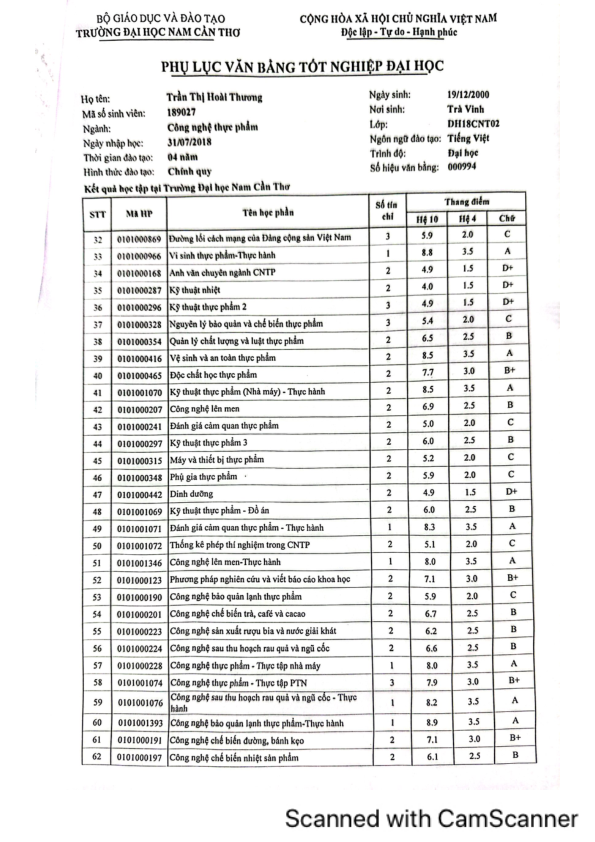 BỘ GIÁO DỤC VÀ ĐÀO TẠO
TRƯỜNG ĐẠI HỌC NAM CẦN THƠ
CỘNG HÒA XÃ HỘI CHỦ NGHĨA VIỆT NAM
Độc lập - Tự do - Hạnh phúc
PHỤ LỤC VĂN BẰNG TỐT NGHIỆP ĐẠI HỌC
Họ tên: Trần Thị Hoài Thương
Mã số sinh viên: 189027
Ngành: Công nghệ thực phẩm
Ngày nhập học: 31/07/2018
Thời gian đào tạo: 04 năm
Hình thức đào tạo: Chính quy
Ngày sinh: 19/12/2000
Nơi sinh: Trà Vinh
Lớp: DH18CNT02
Ngôn ngữ đào tạo: Tiếng Việt
Trình độ: Đại học
Số hiệu văn bằng: 000994
Kết quả học tập tại Trường Đại học Nam Cần Thơ
STT Mã HP Tên học phần Số tín chỉ Thang điểm
Hệ 10 Hệ 4 Chữ
32 0101000869 Đường lối cách mạng của Đảng cộng sản Việt Nam 3 5.9 2.0 C
33 0101000966 Vi sinh thực phẩm-Thực hành 1 8.8 3.5 A
34 0101000168 Anh văn chuyên ngành CNTP 2 4.9 1.5 D+
35 0101000287 Kỹ thuật nhiệt 2 4.0 1.5 D+
36 0101000296 Kỹ thuật thực phẩm 2 3 4.9 1.5 D+
37 0101000328 Nguyên lý bảo quản và chế biến thực phẩm 3 5.4 2.0 C
38 0101000354 Quản lý chất lượng và luật thực phẩm 2 6.5 2.5 B
39 0101000416 Vệ sinh và an toàn thực phẩm 2 8.5 3.5 A
40 0101000465 Độc chất học thực phẩm 2 7.7 3.0 B+
41 0101001070 Kỹ thuật thực phẩm (Nhà máy) - Thực hành 2 8.5 3.5 A
42 0101000207 Công nghệ lên men 2 6.9 2.5 B
43 0101000241 Đánh giá cảm quan thực phẩm 2 5.0 2.0 C
44 0101000297 Kỹ thuật thực phẩm 3 2 6.0 2.5 B
45 0101000315 Máy và thiết bị thực phẩm 2 5.2 2.0 C
46 0101000348 Phụ gia thực phẩm 2 5.9 2.0 C
47 0101000442 Dinh dưỡng 2 4.9 1.5 D+
48 0101001069 Kỹ thuật thực phẩm - Đồ án 2 6.0 2.5 B
49 0101001071 Đánh giá cảm quan thực phẩm - Thực hành 1 8.3 3.5 A
50 0101001072 Thống kê phép thí nghiệm trong CNTP 2 5.1 2.0 C
51 0101001346 Công nghệ lên men-Thực hành 1 8.0 3.5 A
52 0101000123 Phương pháp nghiên cứu và viết báo cáo khoa học 2 7.1 3.0 B+
53 0101000190 Công nghệ bảo quản lạnh thực phẩm 2 5.9 2.0 C
54 0101000201 Công nghệ chế biến trà, café và cacao 2 6.7 2.5 B
55 0101000223 Công nghệ sản xuất rượu bia và nước giải khát 2 6.2 2.5 B
56 0101000224 Công nghệ sau thu hoạch rau quả và ngũ cốc 2 6.6 2.5 B
57 0101000228 Công nghệ thực phẩm - Thực tập nhà máy 1 8.0 3.5 A
58 0101001074 Công nghệ thực phẩm - Thực tập PTN 3 7.9 3.0 B+
59 0101001076 Công nghệ sau thu hoạch rau quả và ngũ cốc - Thực hành 1 8.2 3.5 A
60 0101001393 Công nghệ bảo quản lạnh thực phẩm-Thực hành 1 8.9 3.5 A
61 0101000191 Công nghệ chế biến đường, bánh kẹo 2 7.1 3.0 B+
62 0101000197 Công nghệ chế biến nhiệt sản phẩm 2 6.1 2.5 B
Scanned with CamScanner